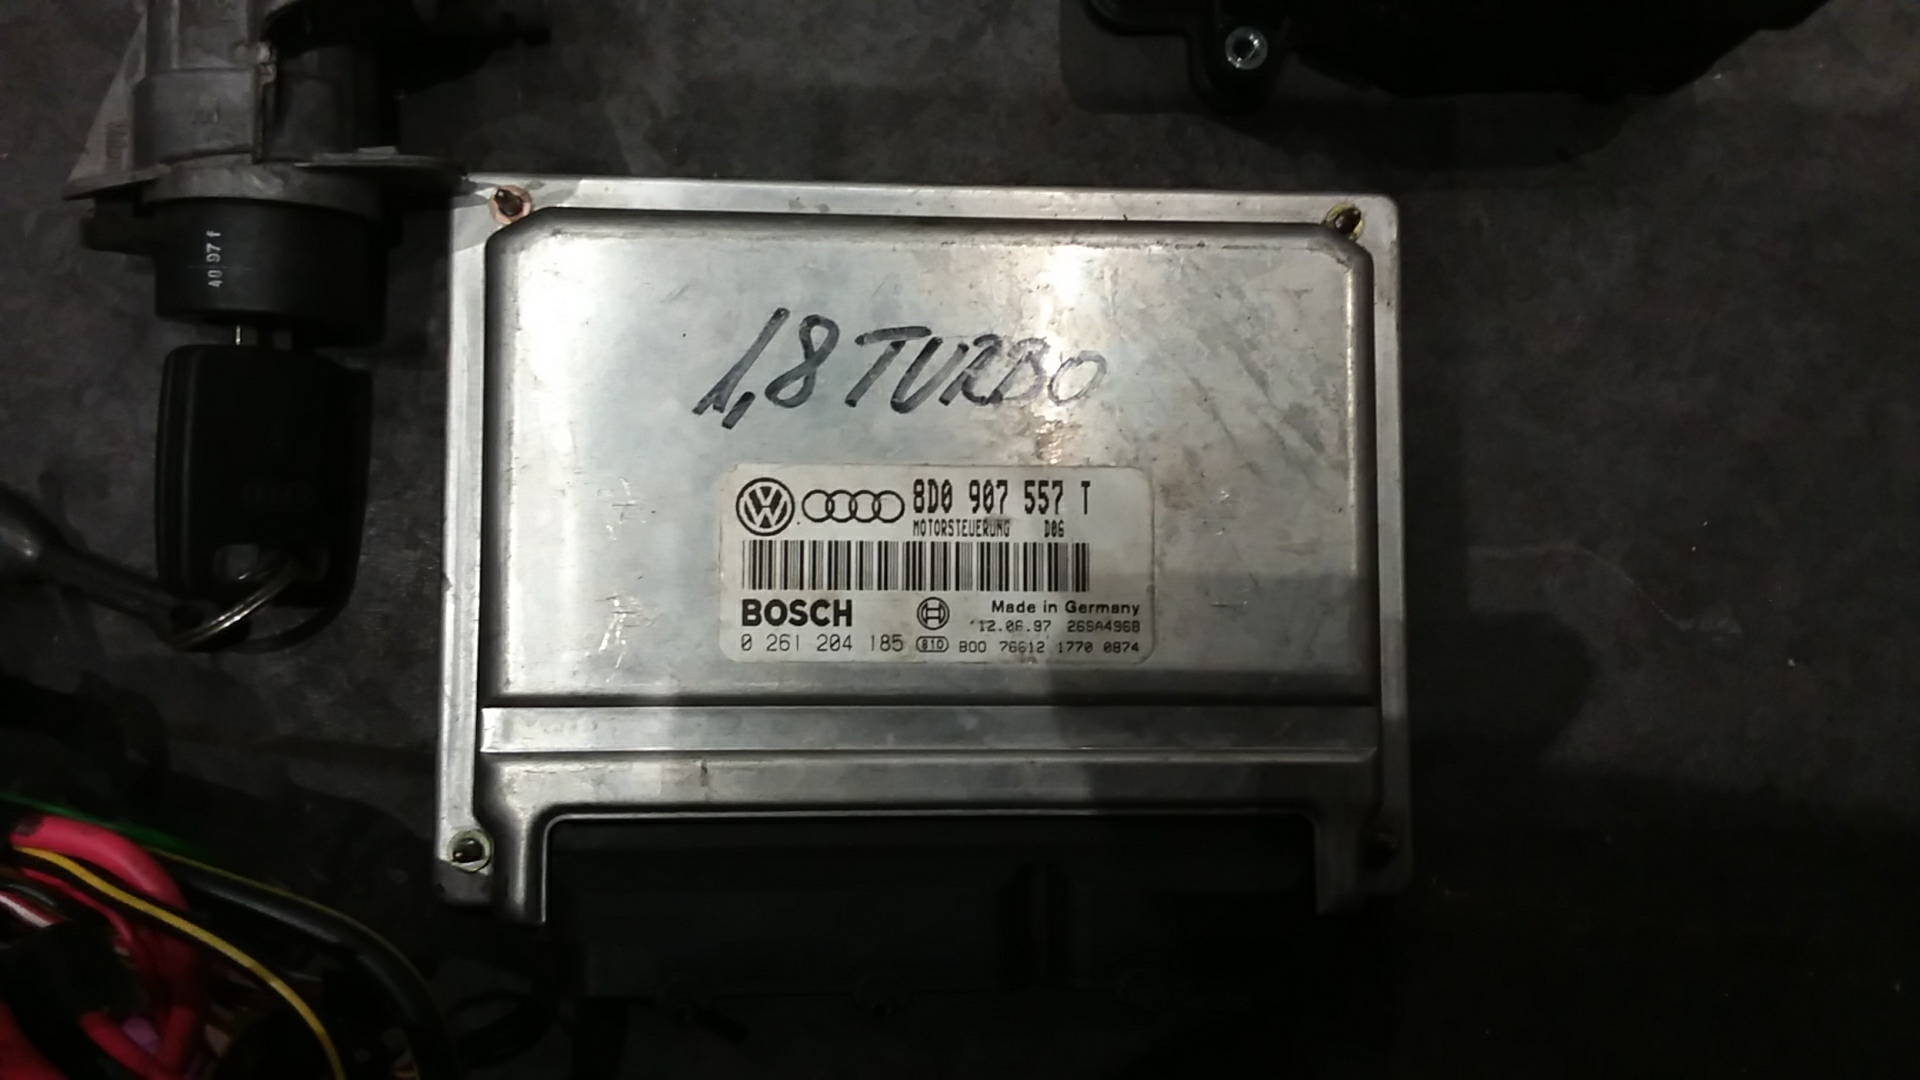 40 97 f
1,8 TURBO
8D0 907 557 T
MOTORSTEUERUNG D06
BOSCH
Made in Germany
12.06.97 26SA4968
0 261 204 185 810 B00 76612 1770 0874